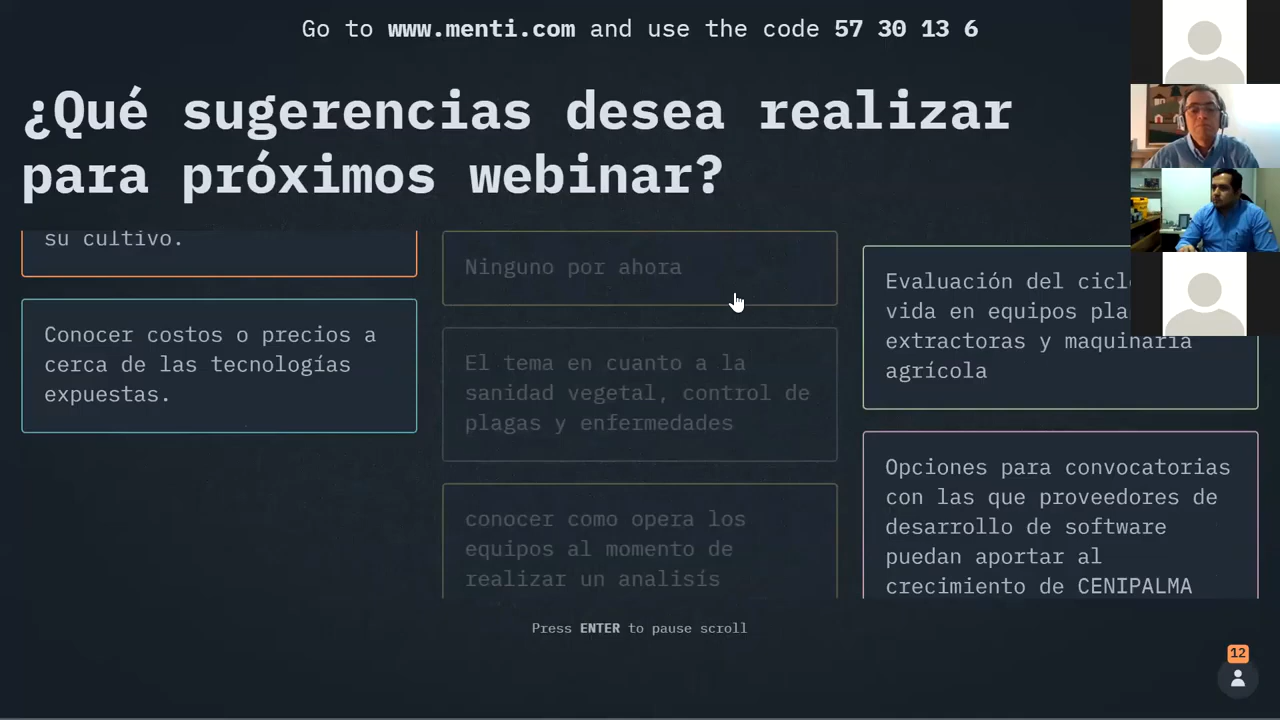 Go to www.menti.com and use the code 57 30 13 6
¿Qué sugerencias desea realizar
para próximos webinar?
su cultivo.
Conocer costos o precios a
cerca de las tecnologías
expuestas.
Ninguno por ahora
El tema en cuanto a la
sanidad vegetal, control de
plagas y enfermedades
conocer como opera los
equipos al momento de
realizar un analisís
Evaluación del
vida en equipos
extractoras y maquinaria
agrícola
Opciones para convocatorias
con las que proveedores de
desarrollo de software
puedan aportar al
crecimiento de CENIPALMA
Press ENTER to pause scroll
12